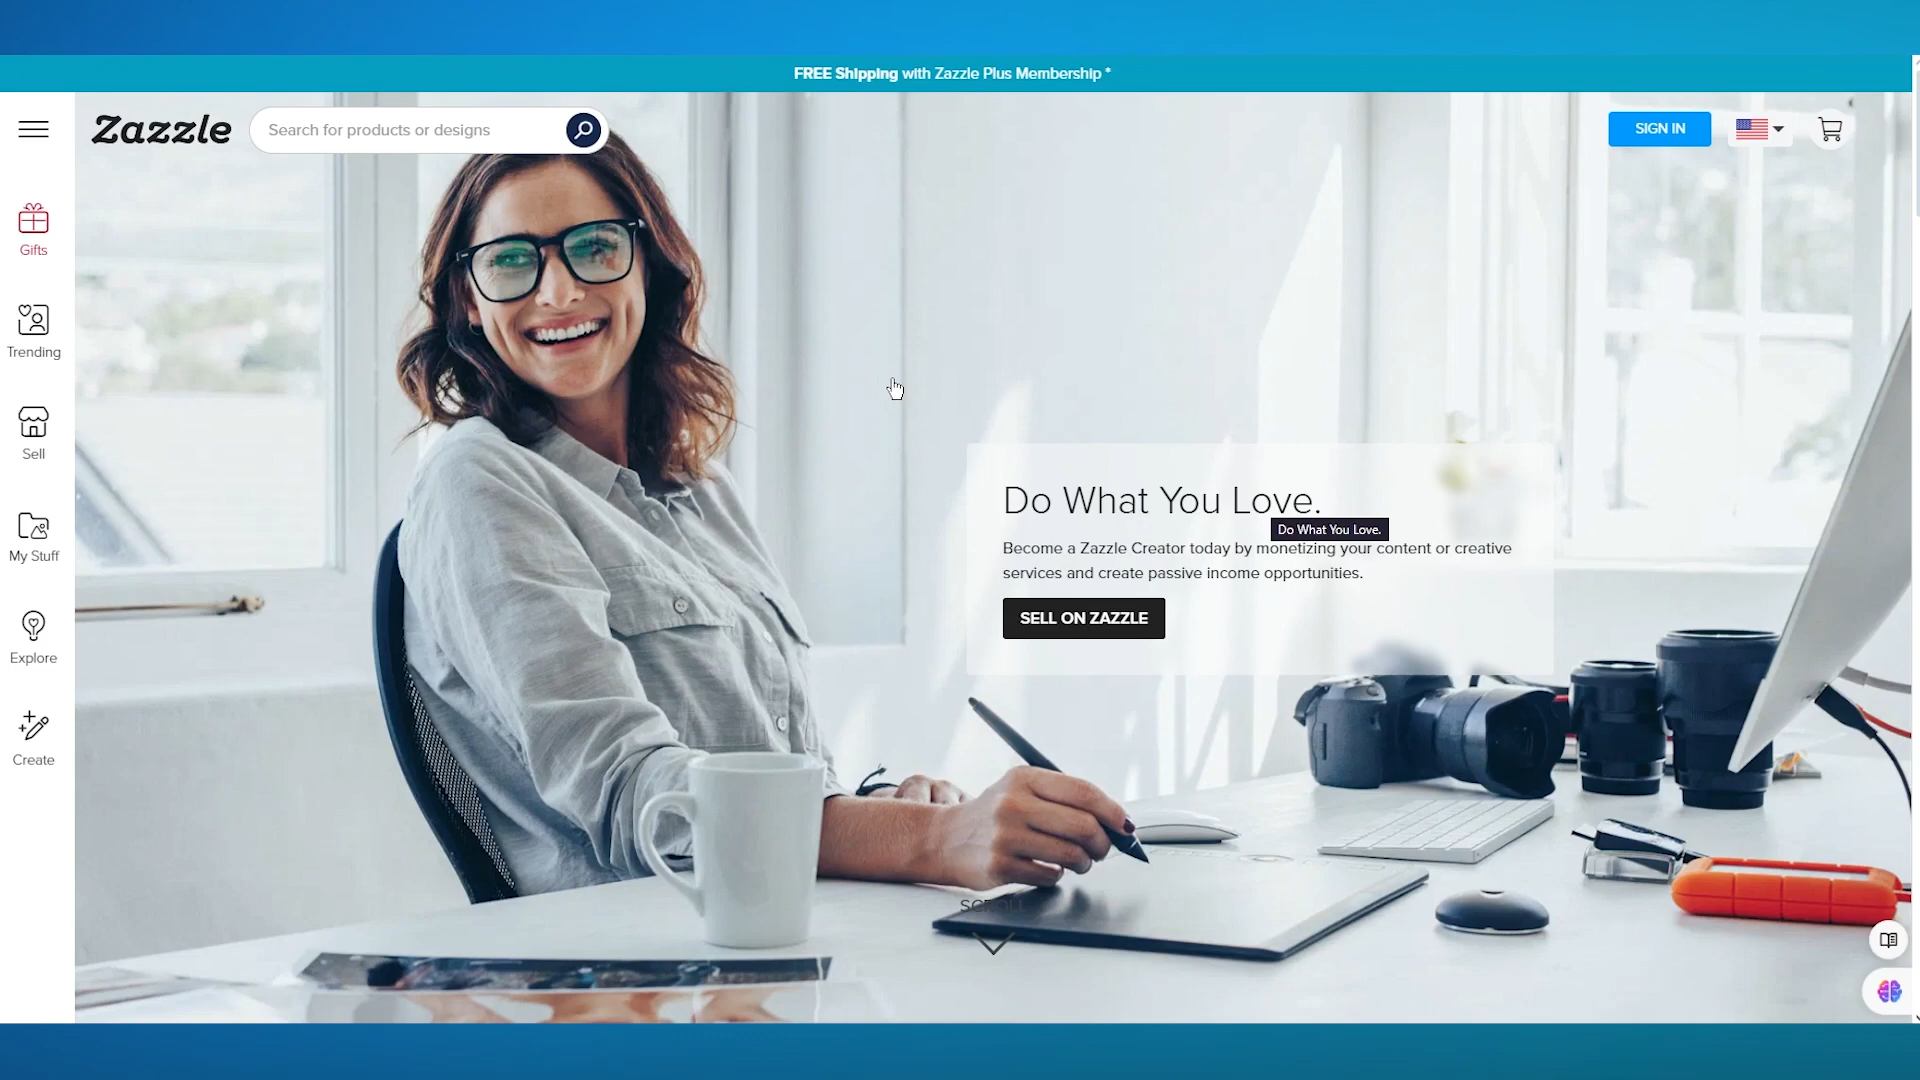 FREE Shipping with Zazzle Plus Membership *
Zazzle
Search for products or designs
SIGN IN
Gifts
Trending
Sell
My Stuff
Explore
Create
Do What You Love.
Do What You Love.
Become a Zazzle Creator today by monetizing your content or creative
services and create passive income opportunities.
SELL ON ZAZZLE
SCROLL